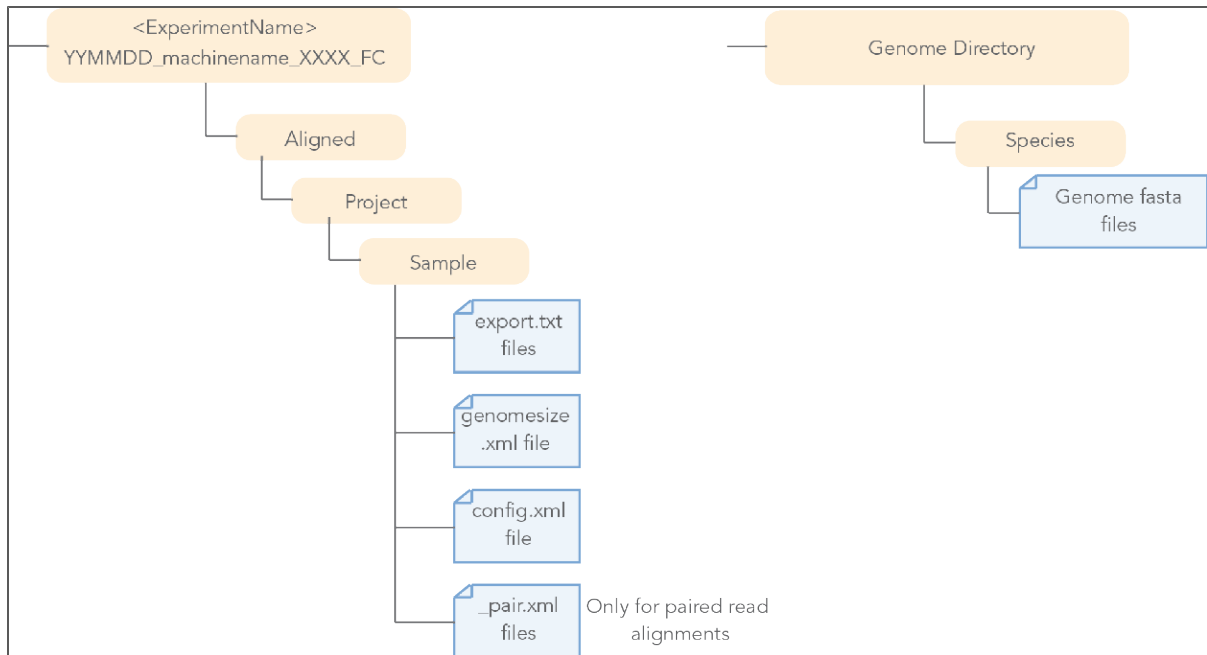 <ExperimentName>
YYMMDD_machinename_XXXX_FC
Aligned
Project
Sample
export.txt
files
genomesize
.xml file
config.xml
file
_pair.xml
files
Only for paired read
alignments
Genome Directory
Species
Genome fasta
files